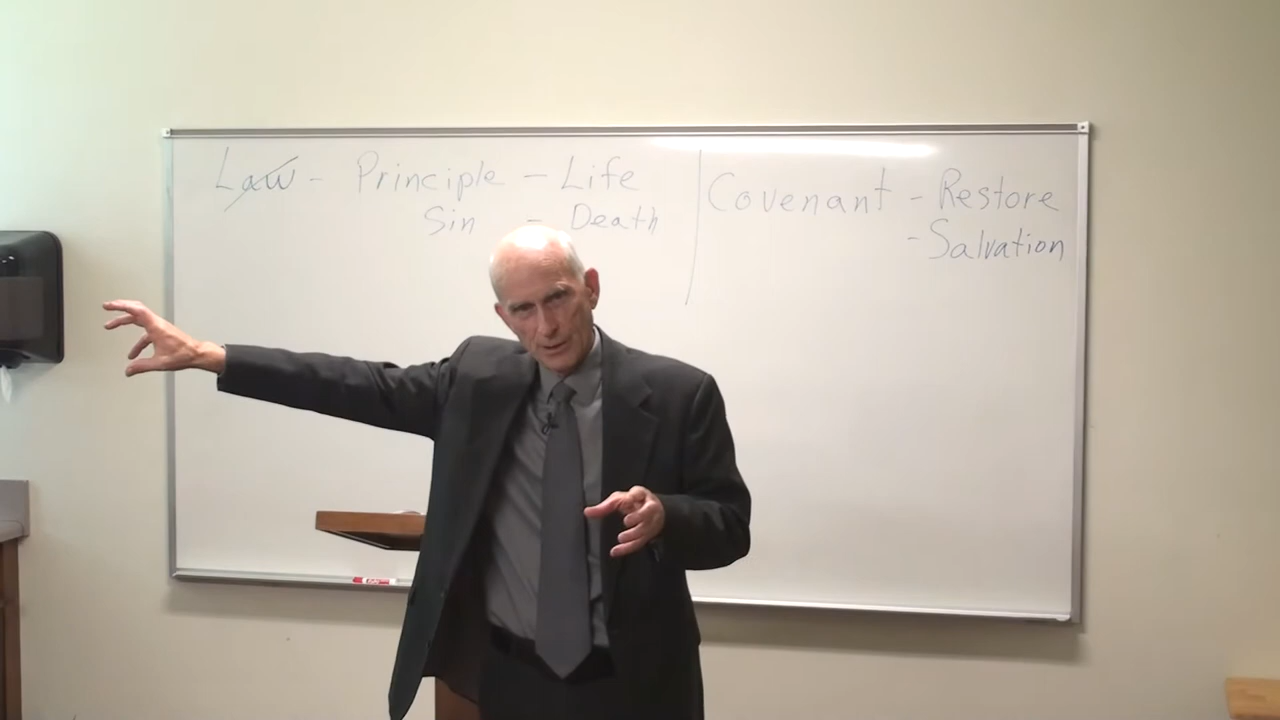 Law - Principle - Life
Sin - Death
Covenant - Restore
- Salvation